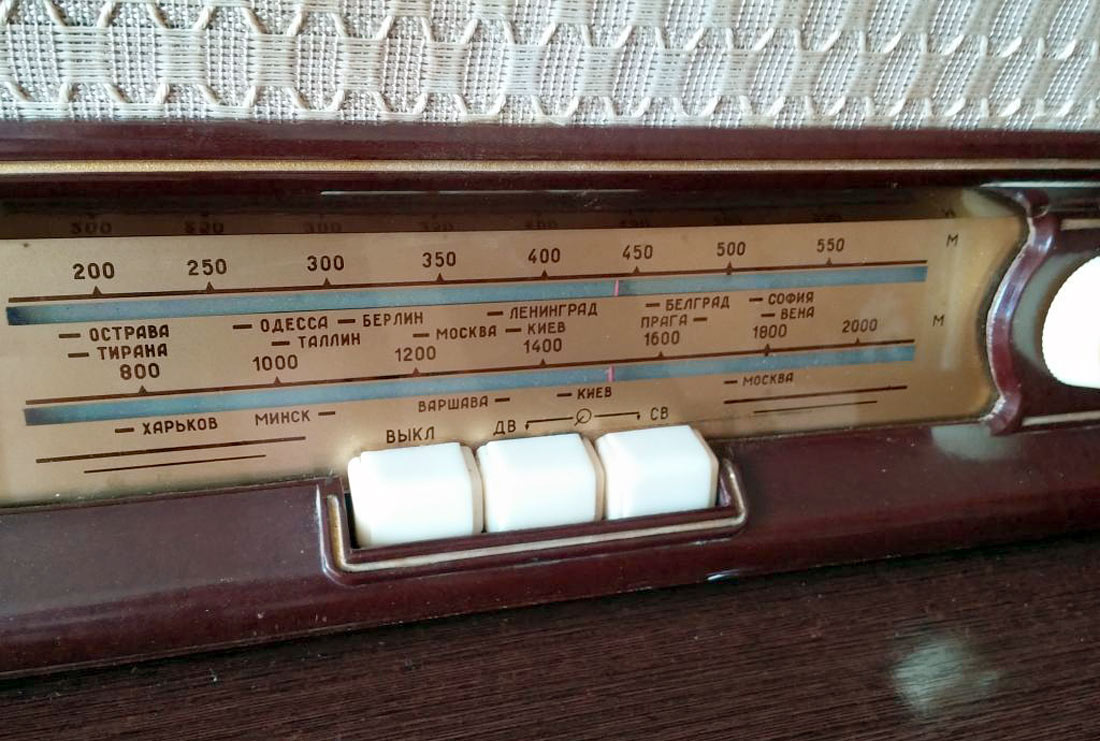 200 250 300 350 400 450 500 550 М
ОСТРАВА ОДЕССА БЕРЛИН ЛЕНИНГРАД БЕЛГРАД СОФИЯ
ТИРАНА ТАЛЛИН МОСКВА КИЕВ ПРАГА ВЕНА
800 1000 1200 1400 1600 1800 2000 М
ХАРЬКОВ МИНСК ВАРШАВА КИЕВ МОСКВА
ВЫКЛ ДВ СВ